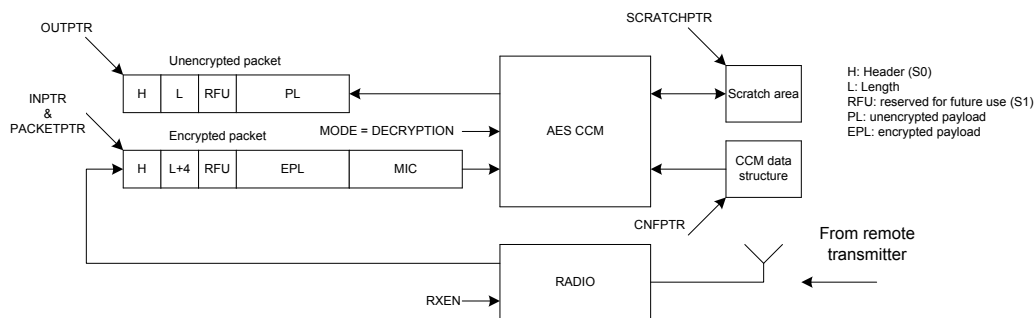 OUTPTR
SCRATCHPTR
Unencrypted packet
H L RFU PL
INPTR
&
PACKETPTR
MODE = DECRYPTION
AES CCM
Scratch area
H: Header (S0)
L: Length
RFU: reserved for future use (S1)
PL: unencrypted payload
EPL: encrypted payload
Encrypted packet
H L+4 RFU EPL MIC
CCM data
structure
CNFPTR
From remote
transmitter
RADIO
RXEN